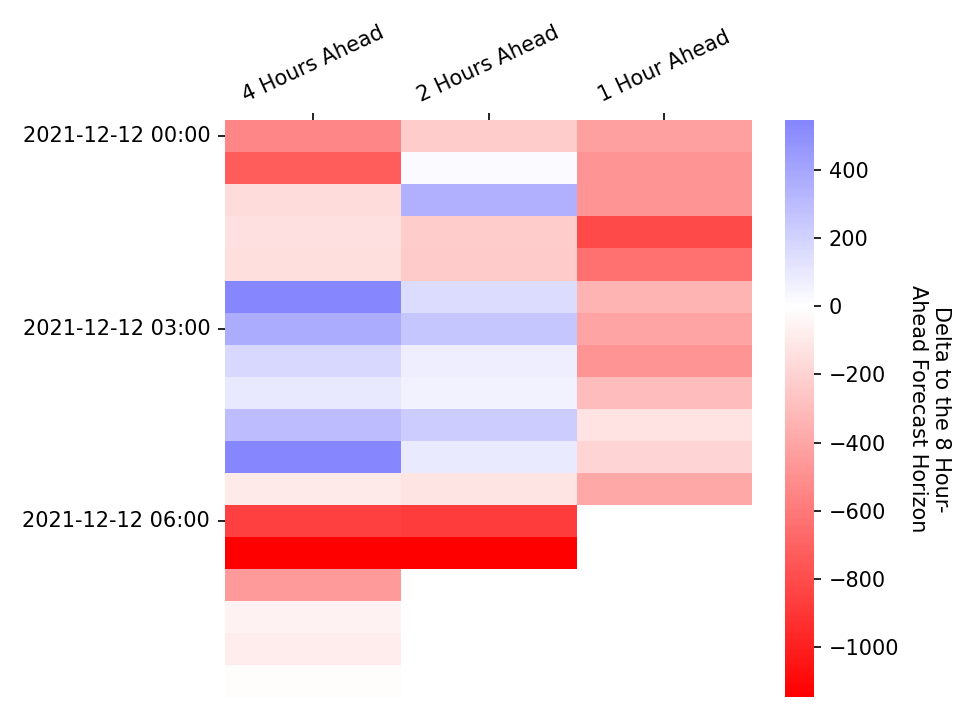 4 Hours Ahead
2 Hours Ahead
1 Hour Ahead
2021-12-12 00:00
2021-12-12 03:00
2021-12-12 06:00
400
200
0
−200
−400
−600
−800
−1000
Delta to the 8 Hour-
Ahead Forecast Horizon